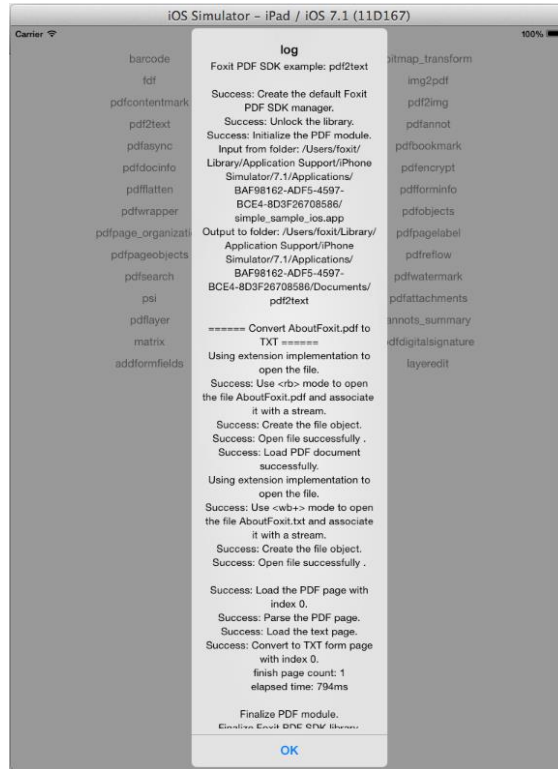 iOS Simulator – iPad / iOS 7.1 (11D167)
Carrier
100%
barcode
fdf
pdfcontentmark
pdf2text
pdfasync
pdfdocinfo
pdfflatten
pdfwrapper
pdfpage_organizati
pdfpageobjects
pdfsearch
psi
pdflayer
matrix
addformfields
log
Foxit PDF SDK example: pdf2text
Success: Create the default Foxit
PDF SDK manager.
Success: Unlock the library.
Success: Initialize the PDF module.
Input from folder: /Users/foxit/
Library/Application Support/iPhone
Simulator/7.1/Applications/
BAF98162-ADF5-4597-
BCE4-8D3F26708586/
simple_sample_ios.app
Output to folder: /Users/foxit/Library/
Application Support/iPhone
Simulator/7.1/Applications/
BAF98162-ADF5-4597-
BCE4-8D3F26708586/Documents/
pdf2text
====== Convert AboutFoxit.pdf to
TXT ======
Using extension implementation to
open the file.
Success: Use <rb> mode to open
the file AboutFoxit.pdf and associate
it with a stream.
Success: Create the file object.
Success: Open file successfully .
Success: Load PDF document
successfully.
Using extension implementation to
open the file.
Success: Use <wb+> mode to open
the file AboutFoxit.txt and associate
it with a stream.
Success: Create the file object.
Success: Open file successfully .
Success: Load the PDF page with
index 0.
Success: Parse the PDF page.
Success: Load the text page.
Success: Convert to TXT form page
with index 0.
finish page count: 1
elapsed time: 794ms
Finalize PDF module.
Finalize Foxit PDF SDK library
OK
itmap_transform
img2pdf
pdf2img
pdfannot
pdfbookmark
pdfencrypt
pdfforminfo
pdfobjects
pdfpagelabel
pdfreflow
pdfwatermark
pdfattachments
annots_summary
pdfdigitalsignature
layeredit